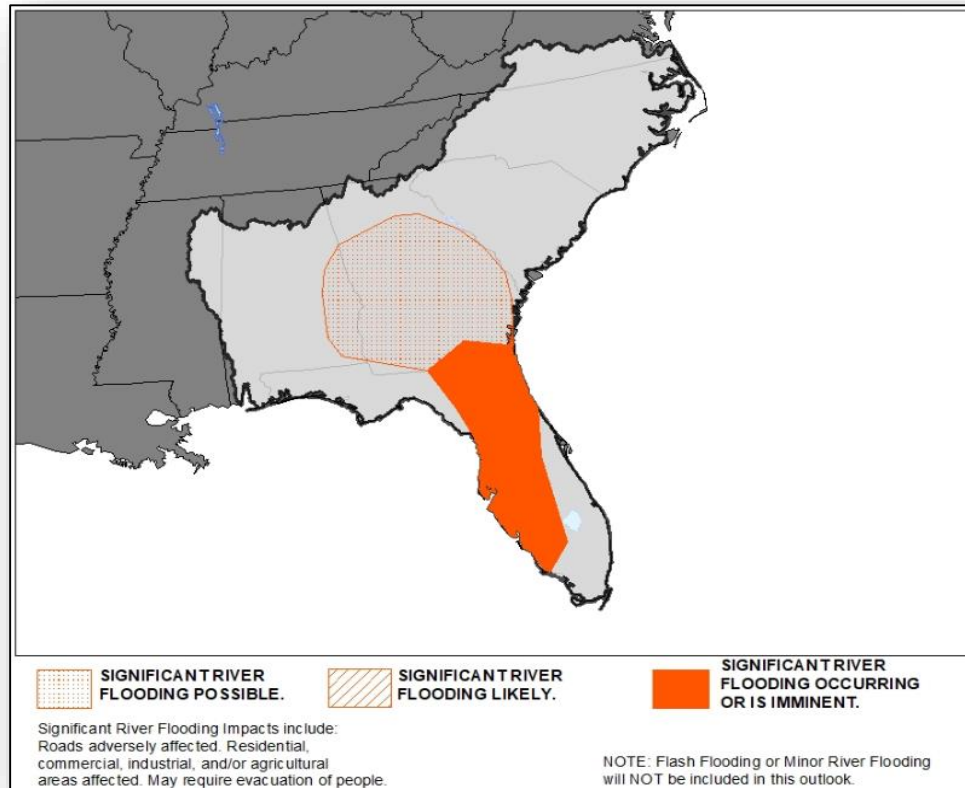 SIGNIFICANT RIVER
FLOODING POSSIBLE.
SIGNIFICANT RIVER
FLOODING LIKELY.
SIGNIFICANT RIVER
FLOODING OCCURRING
OR IS IMMINENT.
Significant River Flooding Impacts include:
Roads adversely affected. Residential,
commercial, industrial, and/or agricultural
areas affected. May require evacuation of people.
NOTE: Flash Flooding or Minor River Flooding
will NOT be included in this outlook.